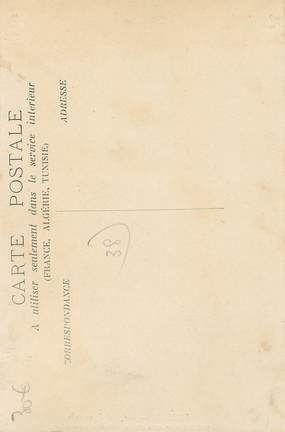 CARTE POSTALE
A utiliser seulement dans le service intérieur
(FRANCE, ALGÉRIE, TUNISIE)
CORRESPONDANCE
ADRESSE
38
30€